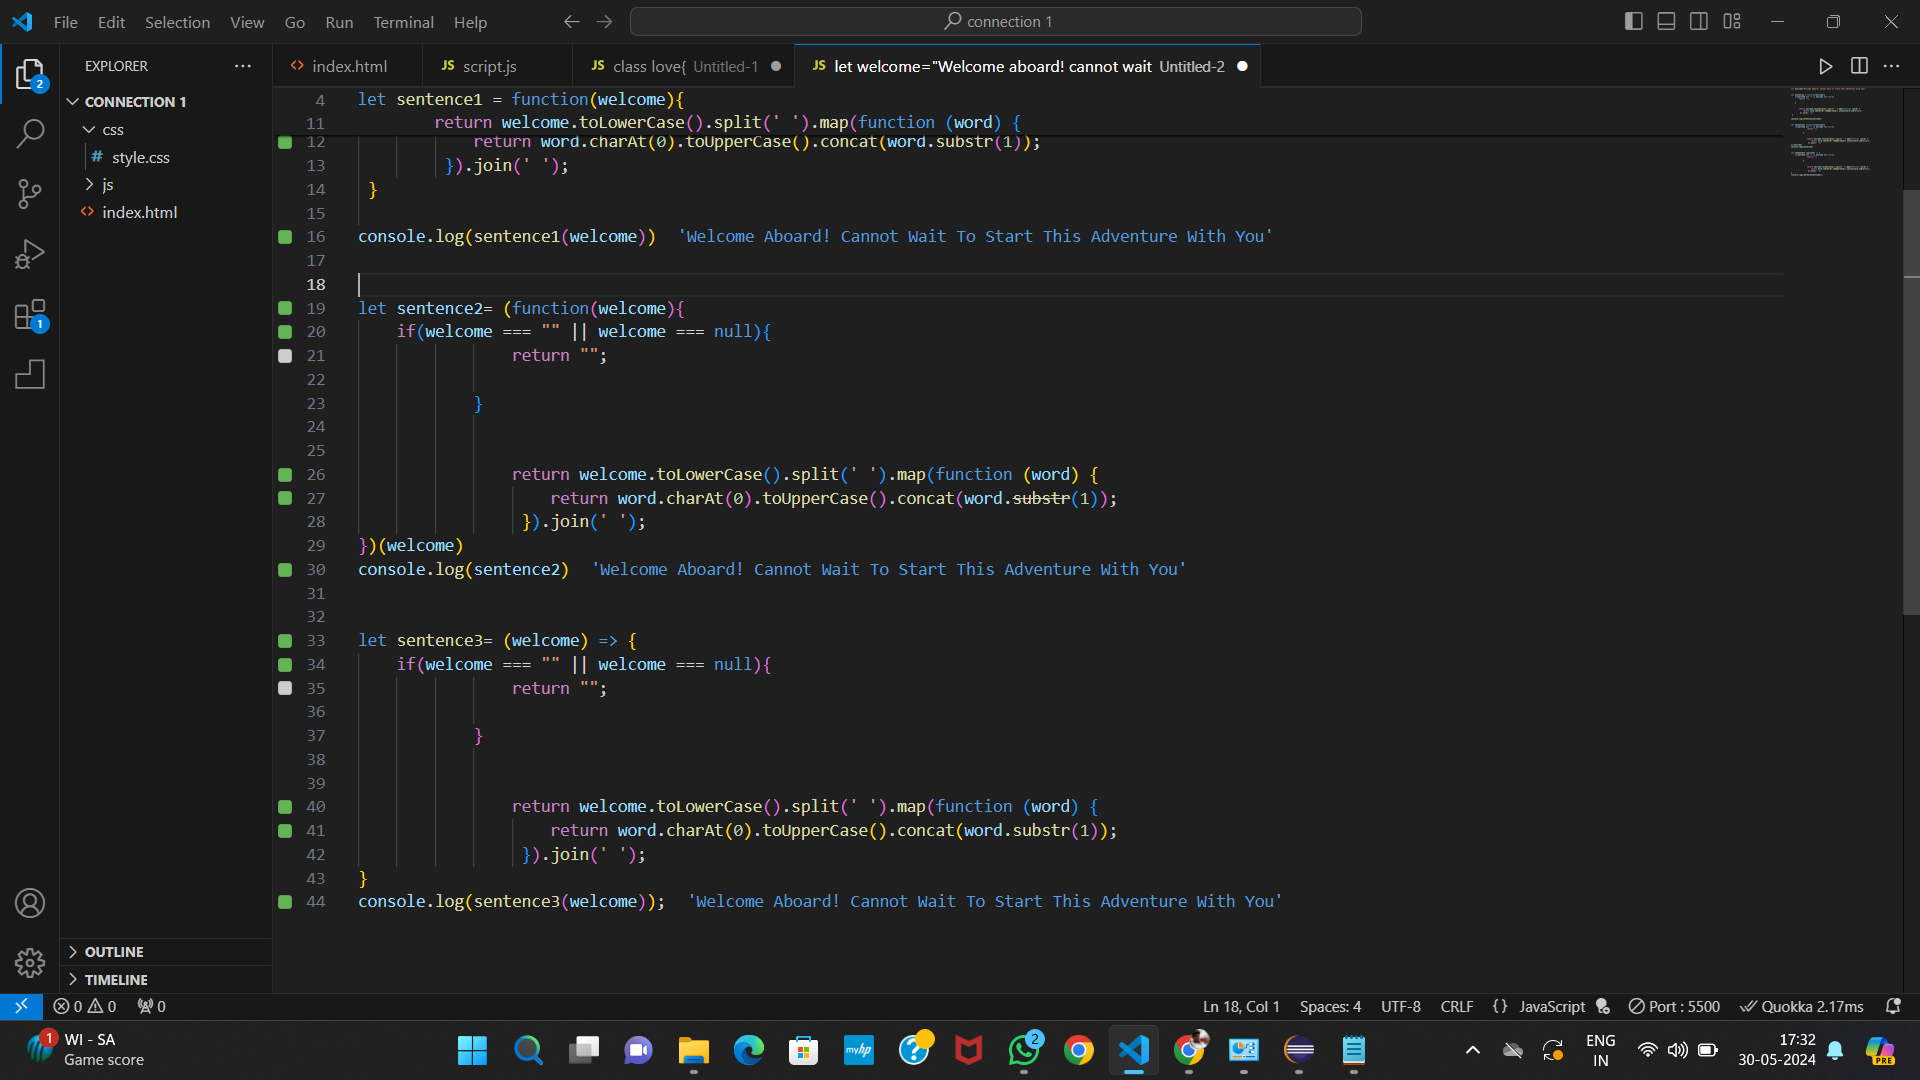 File Edit Selection View Go Run Terminal Help
connection 1
EXPLORER
index.html
script.js
class love{ Untitled-1
let welcome="Welcome aboard! cannot wait Untitled-2
CONNECTION 1
css
style.css
js
index.html
4 let sentence1 = function(welcome){
11 return welcome.toLowerCase().split(' ').map(function (word) {
12 return word.charAt(0).toUpperCase().concat(word.substr(1));
13 }).join(' ');
14 }
15
16 console.log(sentence1(welcome)) 'Welcome Aboard! Cannot Wait To Start This Adventure With You'
17
18
19 let sentence2= (function(welcome){
20 if(welcome === "" || welcome === null){
21 return "";
22
23 }
24
25
26 return welcome.toLowerCase().split(' ').map(function (word) {
27 return word.charAt(0).toUpperCase().concat(word.substr(1));
28 }).join(' ');
29 })(welcome)
30 console.log(sentence2) 'Welcome Aboard! Cannot Wait To Start This Adventure With You'
31
32
33 let sentence3= (welcome) => {
34 if(welcome === "" || welcome === null){
35 return "";
36
37 }
38
39
40 return welcome.toLowerCase().split(' ').map(function (word) {
41 return word.charAt(0).toUpperCase().concat(word.substr(1));
42 }).join(' ');
43 }
44 console.log(sentence3(welcome)); 'Welcome Aboard! Cannot Wait To Start This Adventure With You'
OUTLINE
TIMELINE
0 0 0
Ln 18, Col 1 Spaces: 4 UTF-8 CRLF {} JavaScript Port : 5500 Quokka 2.17ms
1 WI - SA
Game score
myhp
2
ENG
IN
17:32
30-05-2024
PRE